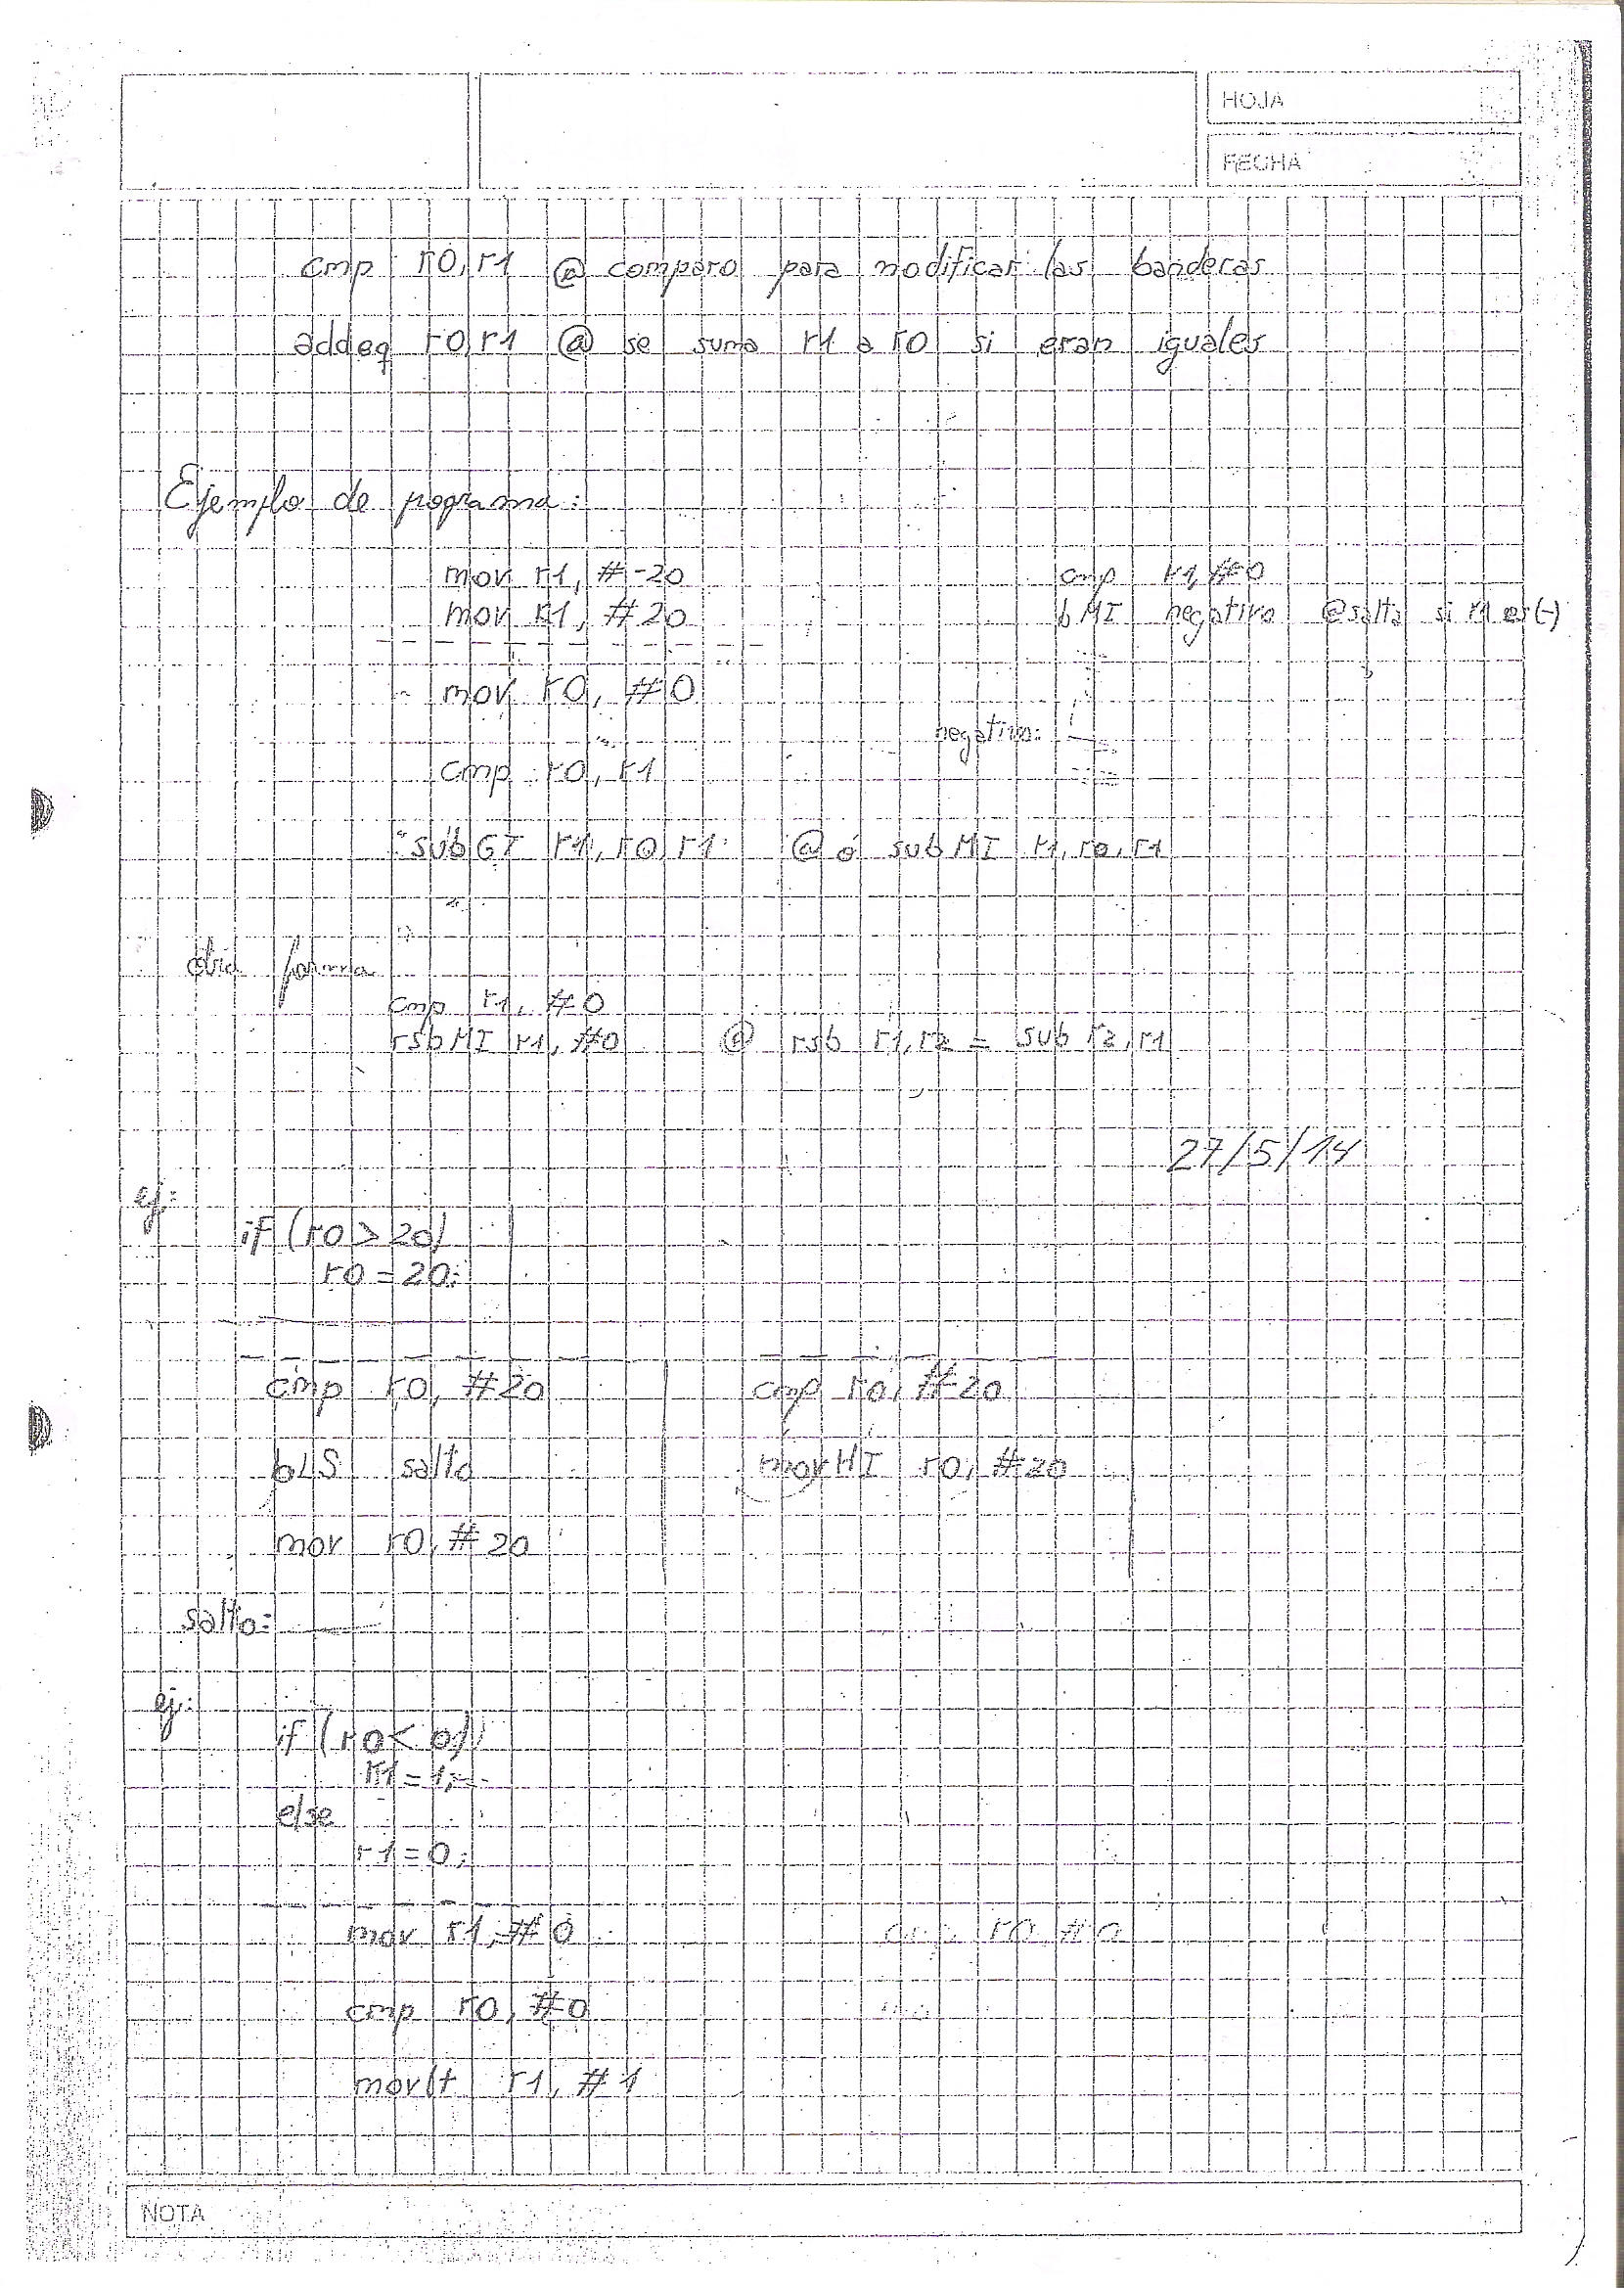 HOJA
FECHA
cmp r0, r1 @ comparo para modificar las banderas
addeq r0, r1 @ se suma r1 a r0 si eran iguales
Ejemplo de pograma:
mov r1, #-20
mov r1, #20
mov r0, #0
cmp r0, r1
subGT r1, r0, r1 @ ó subMI r1, r0, r1
cmp r1, #0
bMI negativo @salta si r1 es(-)
negativo:
otra forma
cmp r1, #0
rsbMI r1, #0 @ rsb r1, r2 = sub r2, r1
27/5/14
ej:
if (r0 > 20)
r0 = 20;
cmp r0, #20
bLS salto
mov r0, #20
salto:
cmp r0, #20
movHI r0, #20
ej:
if (r0 < 0)
r1 = 1;
else
r1 = 0;
mov r1, #0
cmp r0, #0
movlt r1, #1
r0 #0
NOTA